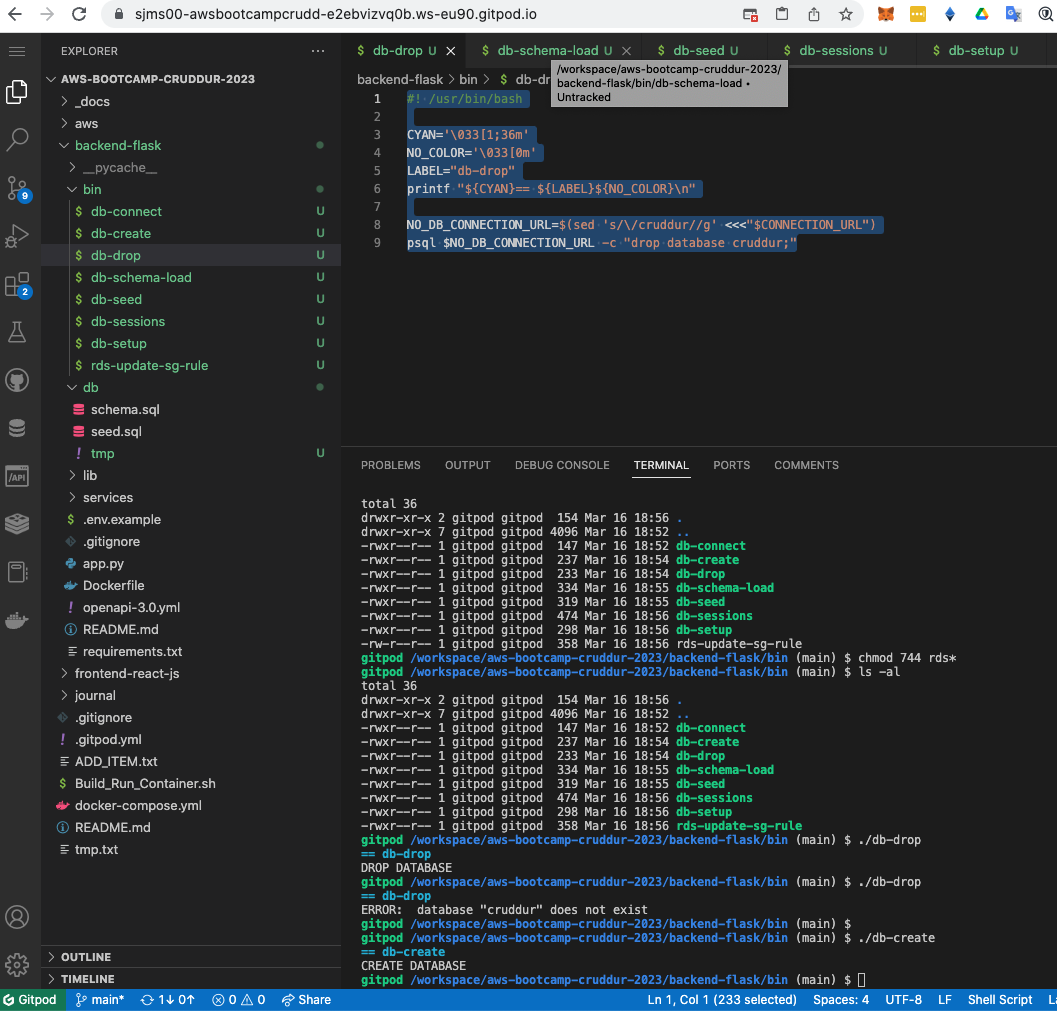 sjms00-awsbootcampcrudd-e2ebvizvq0b.ws-eu90.gitpod.io
EXPLORER
AWS-BOOTCAMP-CRUDDUR-2023
_docs
aws
backend-flask
__pycache__
bin
$ db-connect U
$ db-create U
$ db-drop U
$ db-schema-load U
$ db-seed U
$ db-sessions U
$ db-setup U
$ rds-update-sg-rule U
db
schema.sql
seed.sql
! tmp U
lib
services
$ .env.example
.gitignore
app.py
Dockerfile
! openapi-3.0.yml
README.md
requirements.txt
frontend-react-js
journal
.gitignore
! .gitpod.yml
ADD_ITEM.txt
$ Build_Run_Container.sh
docker-compose.yml
README.md
tmp.txt
OUTLINE
TIMELINE
9
2
/API
$ db-drop U
$ db-schema-load U
$ db-seed U
$ db-sessions U
$ db-setup U
backend-flask > bin > $ db-dr
/workspace/aws-bootcamp-cruddur-2023/
backend-flask/bin/db-schema-load •
Untracked
1 #! /usr/bin/bash
2
3 CYAN='\033[1;36m'
4 NO_COLOR='\033[0m'
5 LABEL="db-drop"
6 printf "${CYAN}== ${LABEL}${NO_COLOR}\n"
7
8 NO_DB_CONNECTION_URL=$(sed 's/\/cruddur//g' <<<"$CONNECTION_URL")
9 psql $NO_DB_CONNECTION_URL -c "drop database cruddur;"
PROBLEMS OUTPUT DEBUG CONSOLE TERMINAL PORTS COMMENTS
total 36
drwxr-xr-x 2 gitpod gitpod  154 Mar 16 18:56 .
drwxr-xr-x 7 gitpod gitpod 4096 Mar 16 18:52 ..
-rwxr--r-- 1 gitpod gitpod  147 Mar 16 18:52 db-connect
-rwxr--r-- 1 gitpod gitpod  237 Mar 16 18:54 db-create
-rwxr--r-- 1 gitpod gitpod  233 Mar 16 18:54 db-drop
-rwxr--r-- 1 gitpod gitpod  334 Mar 16 18:55 db-schema-load
-rwxr--r-- 1 gitpod gitpod  319 Mar 16 18:55 db-seed
-rwxr--r-- 1 gitpod gitpod  474 Mar 16 18:56 db-sessions
-rwxr--r-- 1 gitpod gitpod  298 Mar 16 18:56 db-setup
-rw-r--r-- 1 gitpod gitpod  358 Mar 16 18:56 rds-update-sg-rule
gitpod /workspace/aws-bootcamp-cruddur-2023/backend-flask/bin (main) $ chmod 744 rds*
gitpod /workspace/aws-bootcamp-cruddur-2023/backend-flask/bin (main) $ ls -al
total 36
drwxr-xr-x 2 gitpod gitpod  154 Mar 16 18:56 .
drwxr-xr-x 7 gitpod gitpod 4096 Mar 16 18:52 ..
-rwxr--r-- 1 gitpod gitpod  147 Mar 16 18:52 db-connect
-rwxr--r-- 1 gitpod gitpod  237 Mar 16 18:54 db-create
-rwxr--r-- 1 gitpod gitpod  233 Mar 16 18:54 db-drop
-rwxr--r-- 1 gitpod gitpod  334 Mar 16 18:55 db-schema-load
-rwxr--r-- 1 gitpod gitpod  319 Mar 16 18:55 db-seed
-rwxr--r-- 1 gitpod gitpod  474 Mar 16 18:56 db-sessions
-rwxr--r-- 1 gitpod gitpod  298 Mar 16 18:56 db-setup
-rwxr--r-- 1 gitpod gitpod  358 Mar 16 18:56 rds-update-sg-rule
gitpod /workspace/aws-bootcamp-cruddur-2023/backend-flask/bin (main) $ ./db-drop
== db-drop
DROP DATABASE
gitpod /workspace/aws-bootcamp-cruddur-2023/backend-flask/bin (main) $ ./db-drop
== db-drop
ERROR:  database "cruddur" does not exist
gitpod /workspace/aws-bootcamp-cruddur-2023/backend-flask/bin (main) $
gitpod /workspace/aws-bootcamp-cruddur-2023/backend-flask/bin (main) $ ./db-create
== db-create
CREATE DATABASE
gitpod /workspace/aws-bootcamp-cruddur-2023/backend-flask/bin (main) $
Gitpod main* 1↓ 0↑ 0 0 Share Ln 1, Col 1 (233 selected) Spaces: 4 UTF-8 LF Shell Script